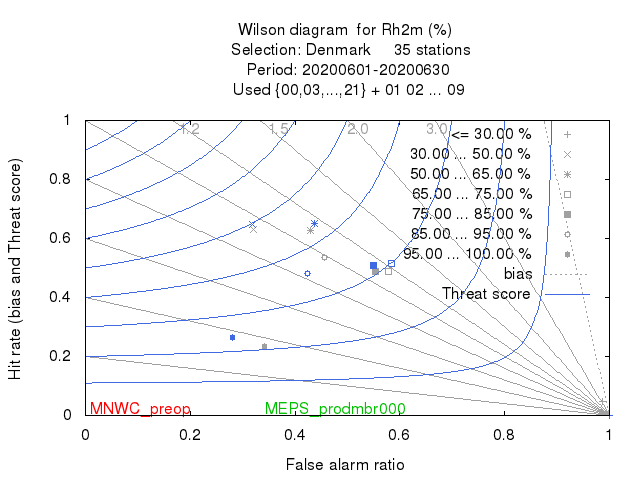 Wilson diagram for Rh2m (%)
Selection: Denmark 35 stations
Period: 20200601-20200630
Used {00,03,...,21} + 01 02 ... 09
Hit rate (bias and Threat score)
1
0.8
0.6
0.4
0.2
0
1.2 1.5 2.0 3.0
<= 30.00 %
30.00 ... 50.00 %
50.00 ... 65.00 %
65.00 ... 75.00 %
75.00 ... 85.00 %
85.00 ... 95.00 %
95.00 ... 100.00 %
bias
Threat score
MNWC_preop MEPS_prodmbr000
0 0.2 0.4 0.6 0.8 1
False alarm ratio